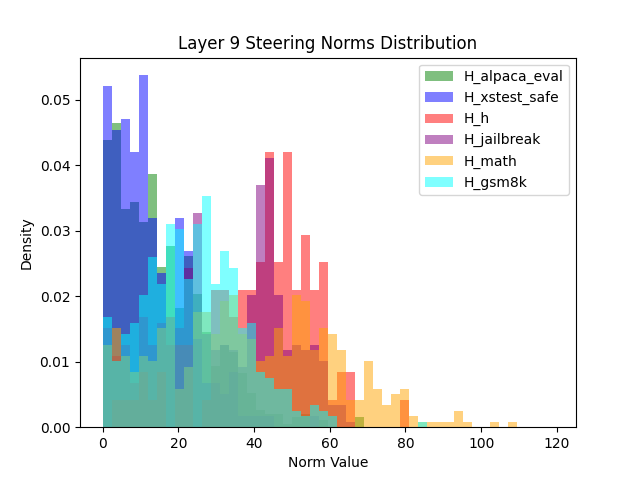 Layer 9 Steering Norms Distribution
H_alpaca_eval
H_xstest_safe
H_h
H_jailbreak
H_math
H_gsm8k
0.05
0.04
0.03
0.02
0.01
0.00
Density
0 20 40 60 80 100 120
Norm Value